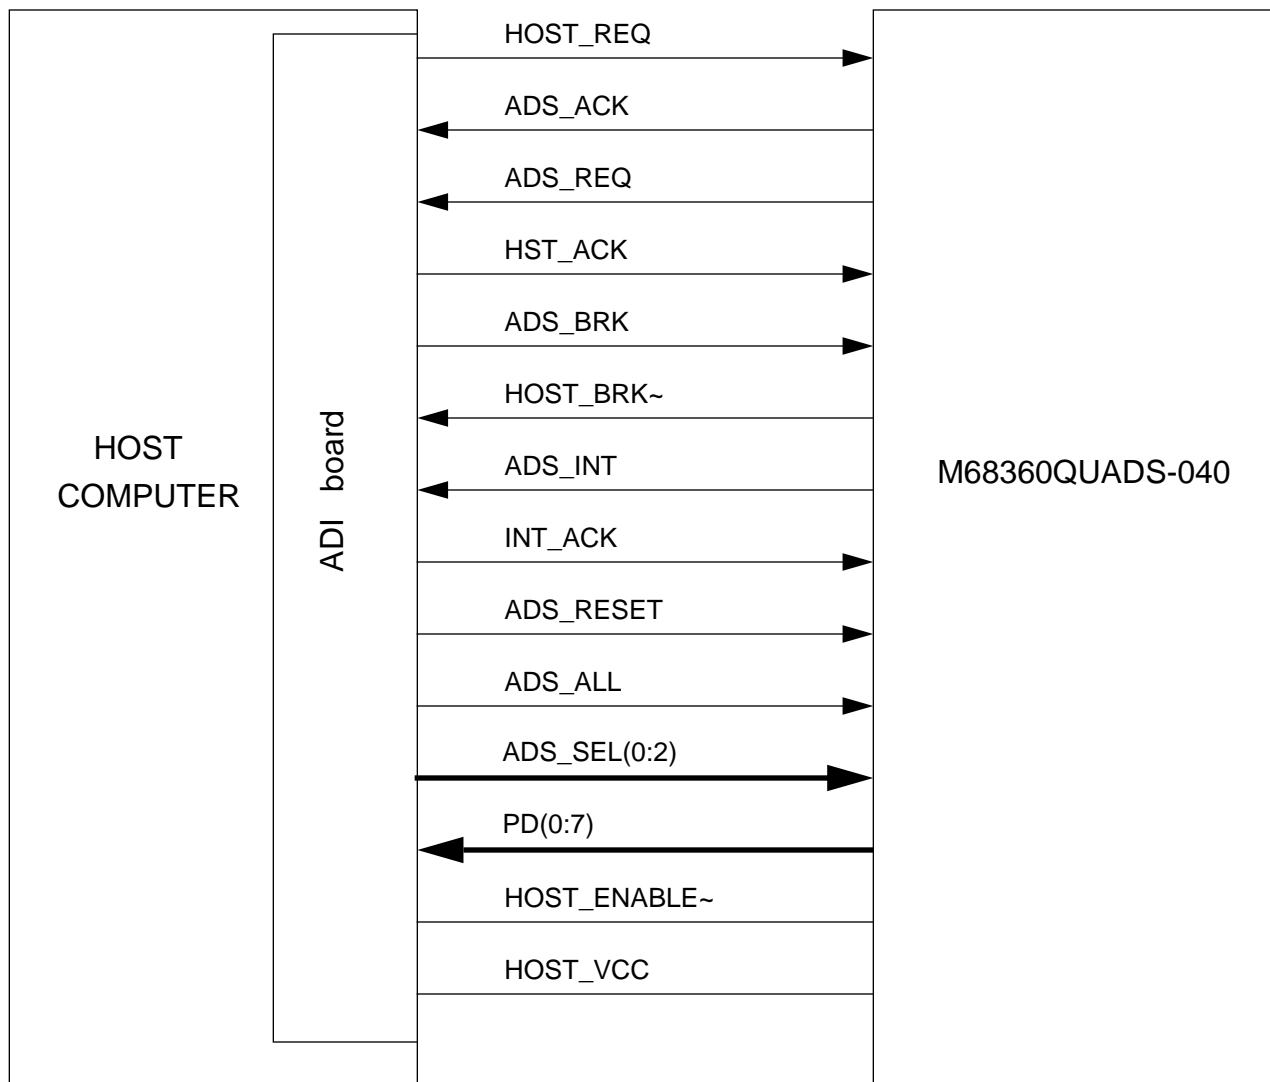 HOST_REQ
ADS_ACK
ADS_REQ
HST_ACK
ADS_BRK
HOST_BRK~
ADS_INT
INT_ACK
ADS_RESET
ADS_ALL
ADS_SEL(0:2)
PD(0:7)
HOST_ENABLE~
HOST_VCC
HOST
COMPUTER
ADI board
M68360QUADS-040